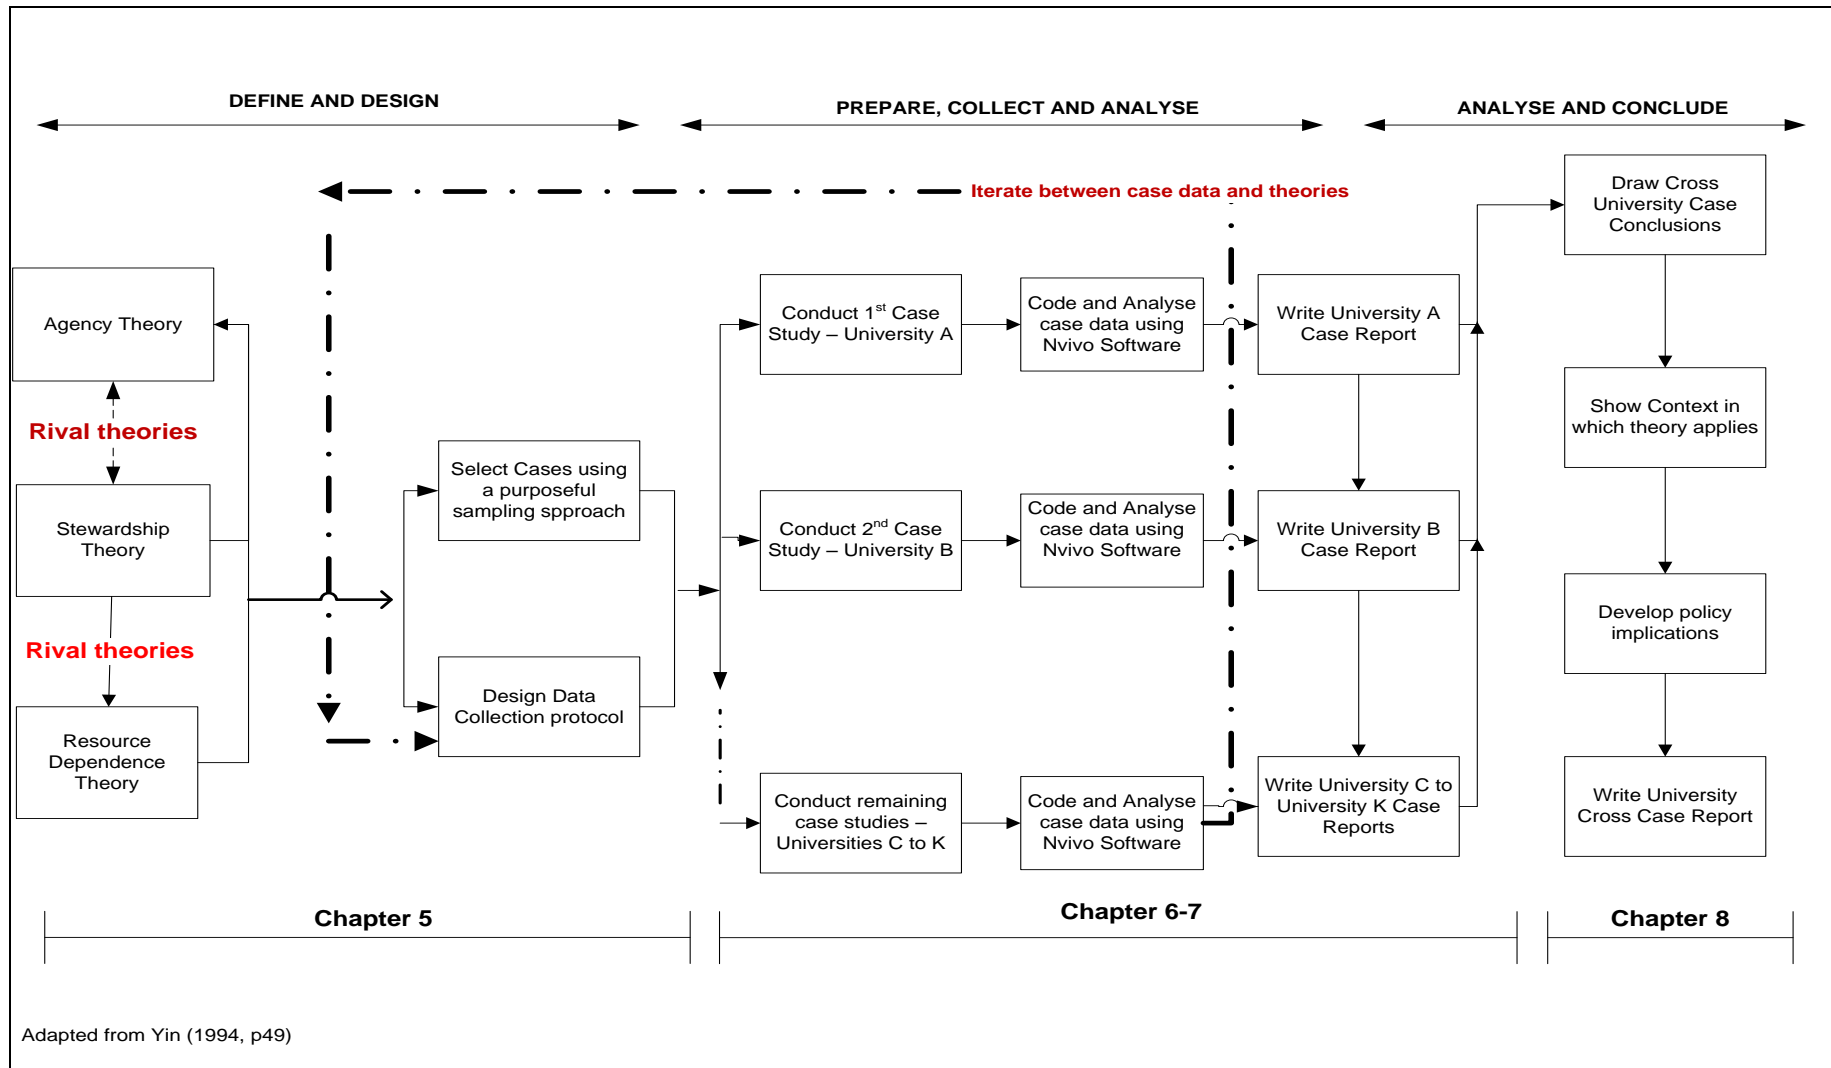 DEFINE AND DESIGN
PREPARE, COLLECT AND ANALYSE
ANALYSE AND CONCLUDE
Iterate between case data and theories
Agency Theory
Rival theories
Stewardship
Theory
Rival theories
Resource
Dependence
Theory
Select Cases using
a purposeful
sampling spproach
Design Data
Collection protocol
Conduct 1st Case
Study – University A
Conduct 2nd Case
Study – University B
Conduct remaining
case studies –
Universities C to K
Code and Analyse
case data using
Nvivo Software
Code and Analyse
case data using
Nvivo Software
Code and Analyse
case data using
Nvivo Software
Write University A
Case Report
Write University B
Case Report
Write University C to
University K Case
Reports
Draw Cross
University Case
Conclusions
Show Context in
which theory applies
Develop policy
implications
Write University
Cross Case Report
Chapter 5
Chapter 6-7
Chapter 8
Adapted from Yin (1994, p49)